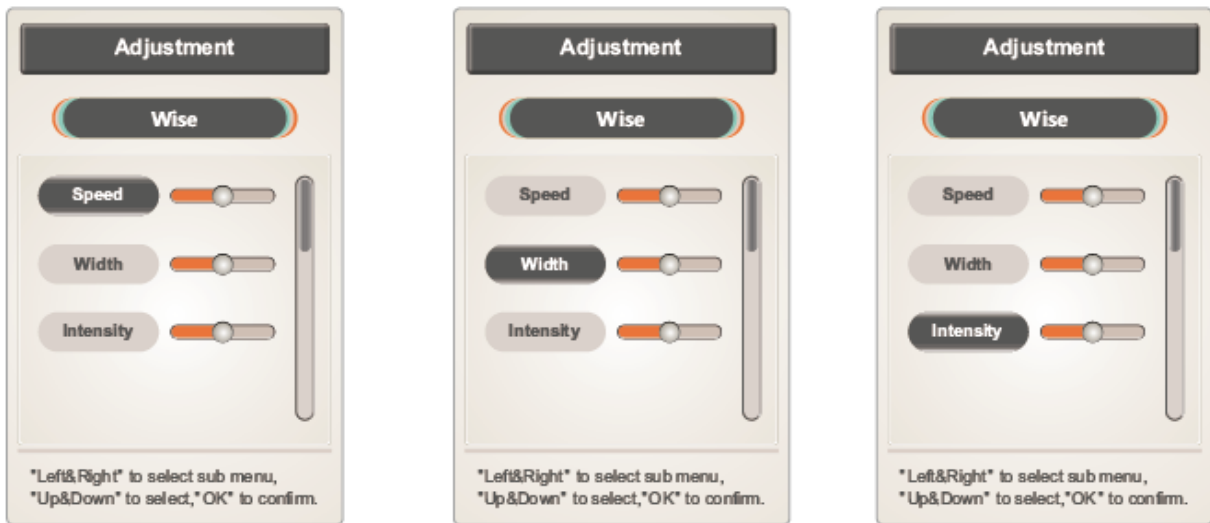 Adjustment
Wise
Speed
Width
Intensity
"Left&Right" to select sub menu,
"Up&Down" to select,"OK" to confirm.
Adjustment
Wise
Speed
Width
Intensity
"Left&Right" to select sub menu,
"Up&Down" to select,"OK" to confirm.
Adjustment
Wise
Speed
Width
Intensity
"Left&Right" to select sub menu,
"Up&Down" to select,"OK" to confirm.